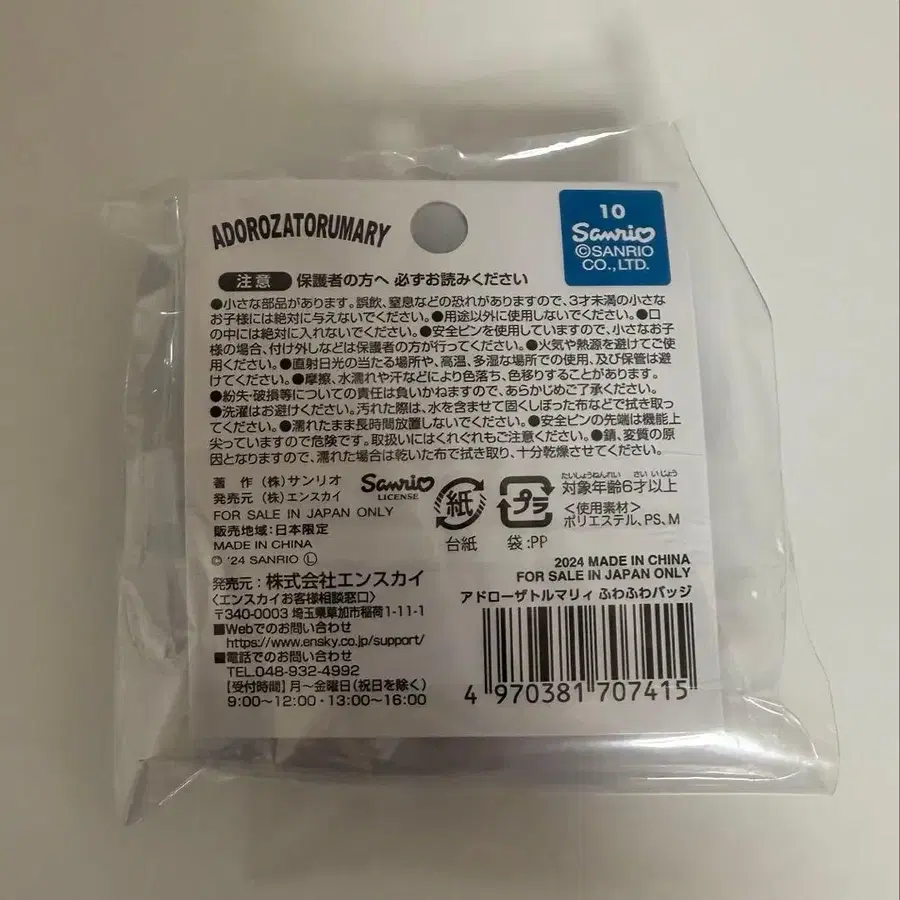 ADOROZATORUMARY
10
Sanrio
©SANRIO
CO.,LTD.
注意 保護者の方へ 必ずお読みください
●小さな部品があります。誤飲、窒息などの恐れがありますので、3才未満の小さな
お子様には絶対に与えないでください。●用途以外に使用しないでください。●口
の中には絶対に入れないでください。●安全ピンを使用していますので、小さなお子
様の場合、付け外しなどは保護者の方が行ってください。●火気や熱源を避けてご使
用ください。●直射日光の当たる場所や、高温、多湿な場所での使用、及び保管は避
けてください。●摩擦、水濡れや汗などにより色落ち、色移りすることがあります。
●紛失・破損等についての責任は負いかねますので、あらかじめご了承ください。
●洗濯はお避けください。汚れた際は、水を含ませて固くしぼった布などで拭き取っ
てください。●濡れたまま長時間放置しないでください。●安全ピンの先端は機能上
尖っていますので危険です。取扱いにはくれぐれもご注意ください。●錆、変質の原
因となりますので、濡れた場合は乾いた布で拭き取り、十分乾燥させてください。
著 作 (株)サンリオ
発売元 (株)エンスカイ
FOR SALE IN JAPAN ONLY
販売地域:日本限定
MADE IN CHINA
© '24 SANRIO Ⓛ
Sanrio
LICENSE
紙
台紙
プラ
袋:PP
たいしょうねんれい さい いじょう
対象年齢6才以上
<使用素材>
ポリエステル、PS、M
発売元:株式会社エンスカイ
〈エンスカイお客様相談窓口〉
〒340-0003 埼玉県草加市稲荷1-11-1
■Webでのお問い合わせ
https://www.ensky.co.jp/support/
■電話でのお問い合わせ
TEL.048-932-4992
【受付時間】月~金曜日(祝日を除く)
9:00~12:00・13:00~16:00
2024 MADE IN CHINA
FOR SALE IN JAPAN ONLY
アドローザトルマリィ ふわふわバッジ
4 970381 707415